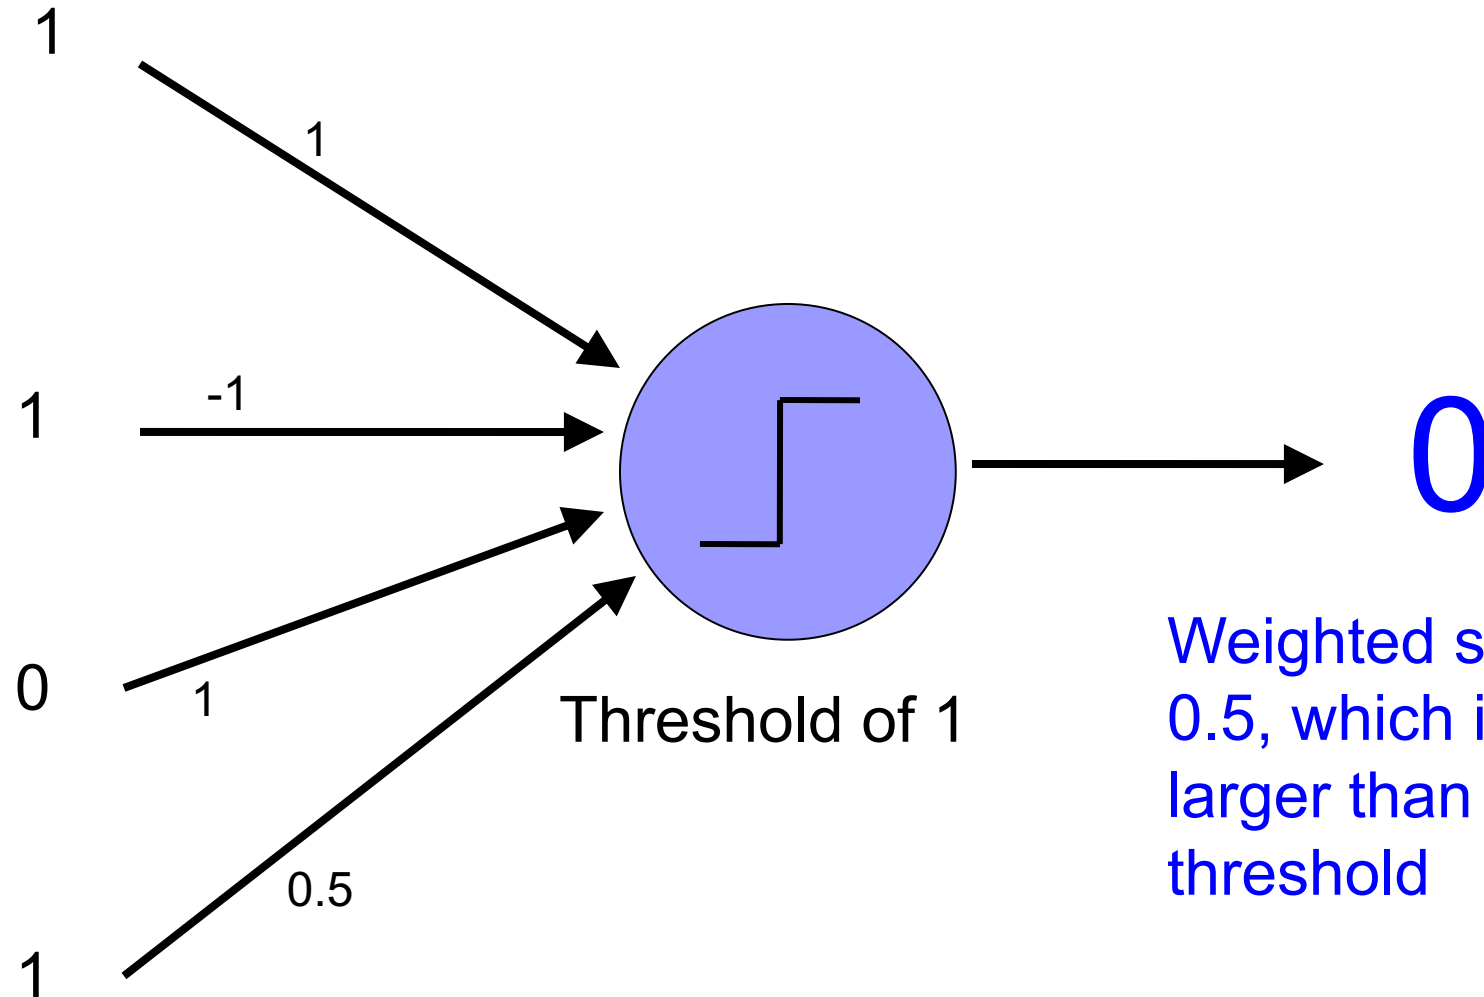 1
1
1
-1
0
1
Threshold of 1
0.5
1
0
Weighted s
0.5, which i
larger than
threshold